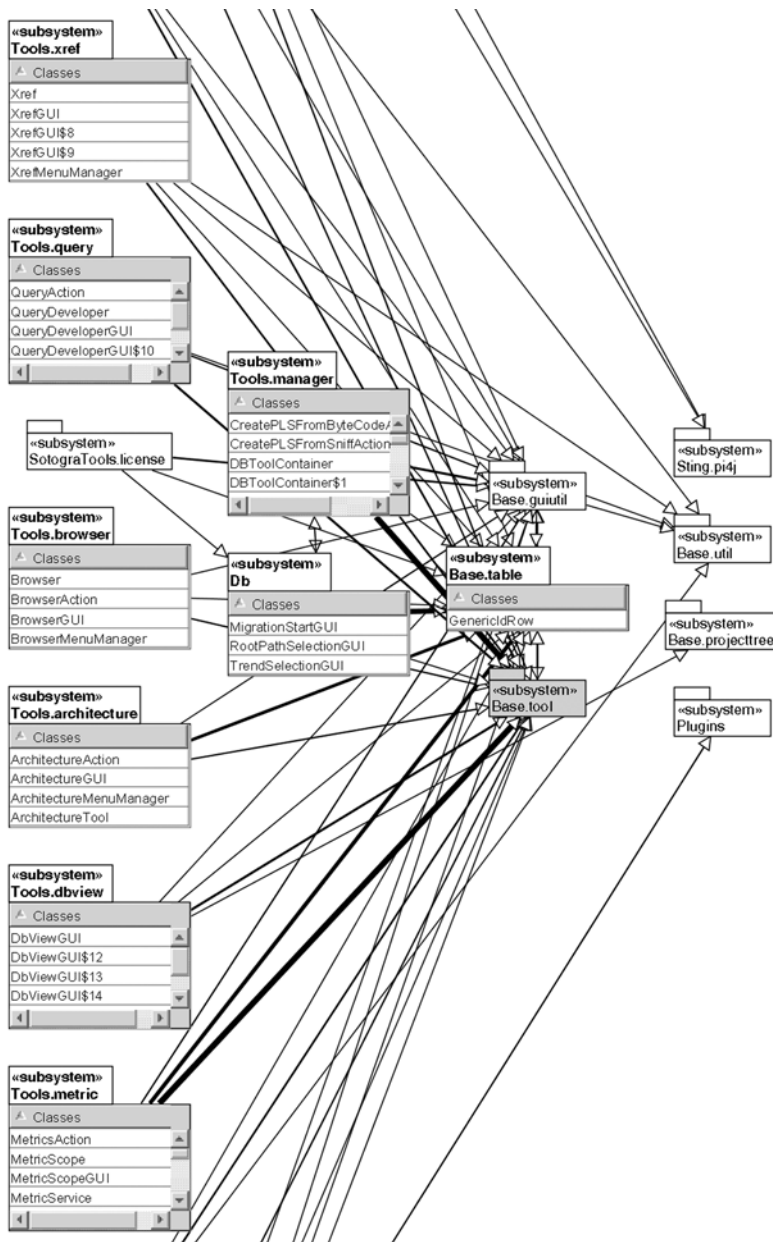 «subsystem»
Tools.xref
Classes
Xref
XrefGUI
XrefGUI$8
XrefGUI$9
XrefMenuManager
«subsystem»
Tools.query
Classes
QueryAction
QueryDeveloper
QueryDeveloperGUI
QueryDeveloperGUI$10
«subsystem»
Tools.manager
Classes
CreatePLSFromByteCodeA
CreatePLSFromSniffAction
DBToolContainer
DBToolContainer$1
«subsystem»
SotograTools.license
«subsystem»
Sting.pi4j
«subsystem»
Base.guiutil
«subsystem»
Base.util
Tools.browser
«subsystem»
Classes
Browser
BrowserAction
BrowserGUI
BrowserMenuManager
«subsystem»
Db
Classes
MigrationStartGUI
RootPathSelectionGUI
TrendSelectionGUI
«subsystem»
Base.table
Classes
GenericIdRow
«subsystem»
Base.projecttree
«subsystem»
Base.tool
«subsystem»
Plugins
«subsystem»
Tools.architecture
Classes
ArchitectureAction
ArchitectureGUI
ArchitectureMenuManager
ArchitectureTool
«subsystem»
Tools.dbview
Classes
DbViewGUI
DbViewGUI$12
DbViewGUI$13
DbViewGUI$14
«subsystem»
Tools.metric
Classes
MetricsAction
MetricScope
MetricScopeGUI
MetricService